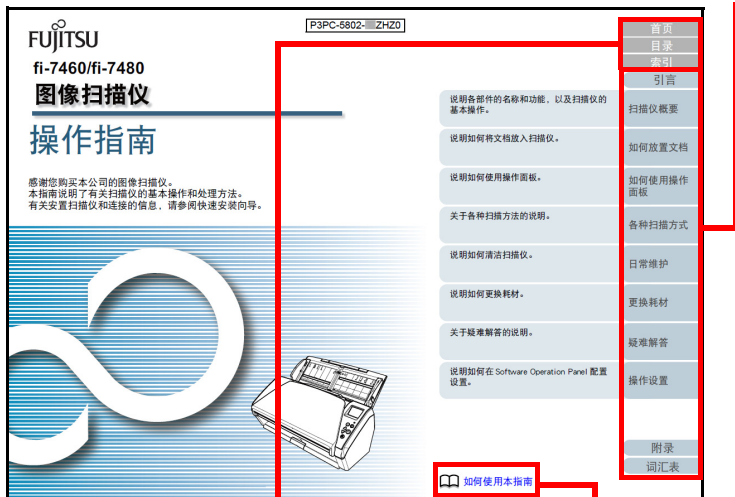 P3PC-5802- ZHZ0
FUJITSU
fi-7460/fi-7480
图像扫描仪
操作指南
感谢您购买本公司的图像扫描仪。
本指南说明了有关扫描仪的基本操作和处理方法。
有关安置扫描仪和连接的信息，请参阅快速安装向导。
首页
目录
索引
引言
说明各部件的名称和功能，以及扫描仪的
基本操作。
扫描仪概要
说明如何将文档放入扫描仪。
如何放置文档
说明如何使用操作面板。
如何使用操作
面板
关于各种扫描方法的说明。
各种扫描方式
说明如何清洁扫描仪。
日常维护
说明如何更换耗材。
更换耗材
关于疑难解答的说明。
疑难解答
说明如何在 Software Operation Panel 配置
设置。
操作设置
附录
词汇表
如何使用本指南